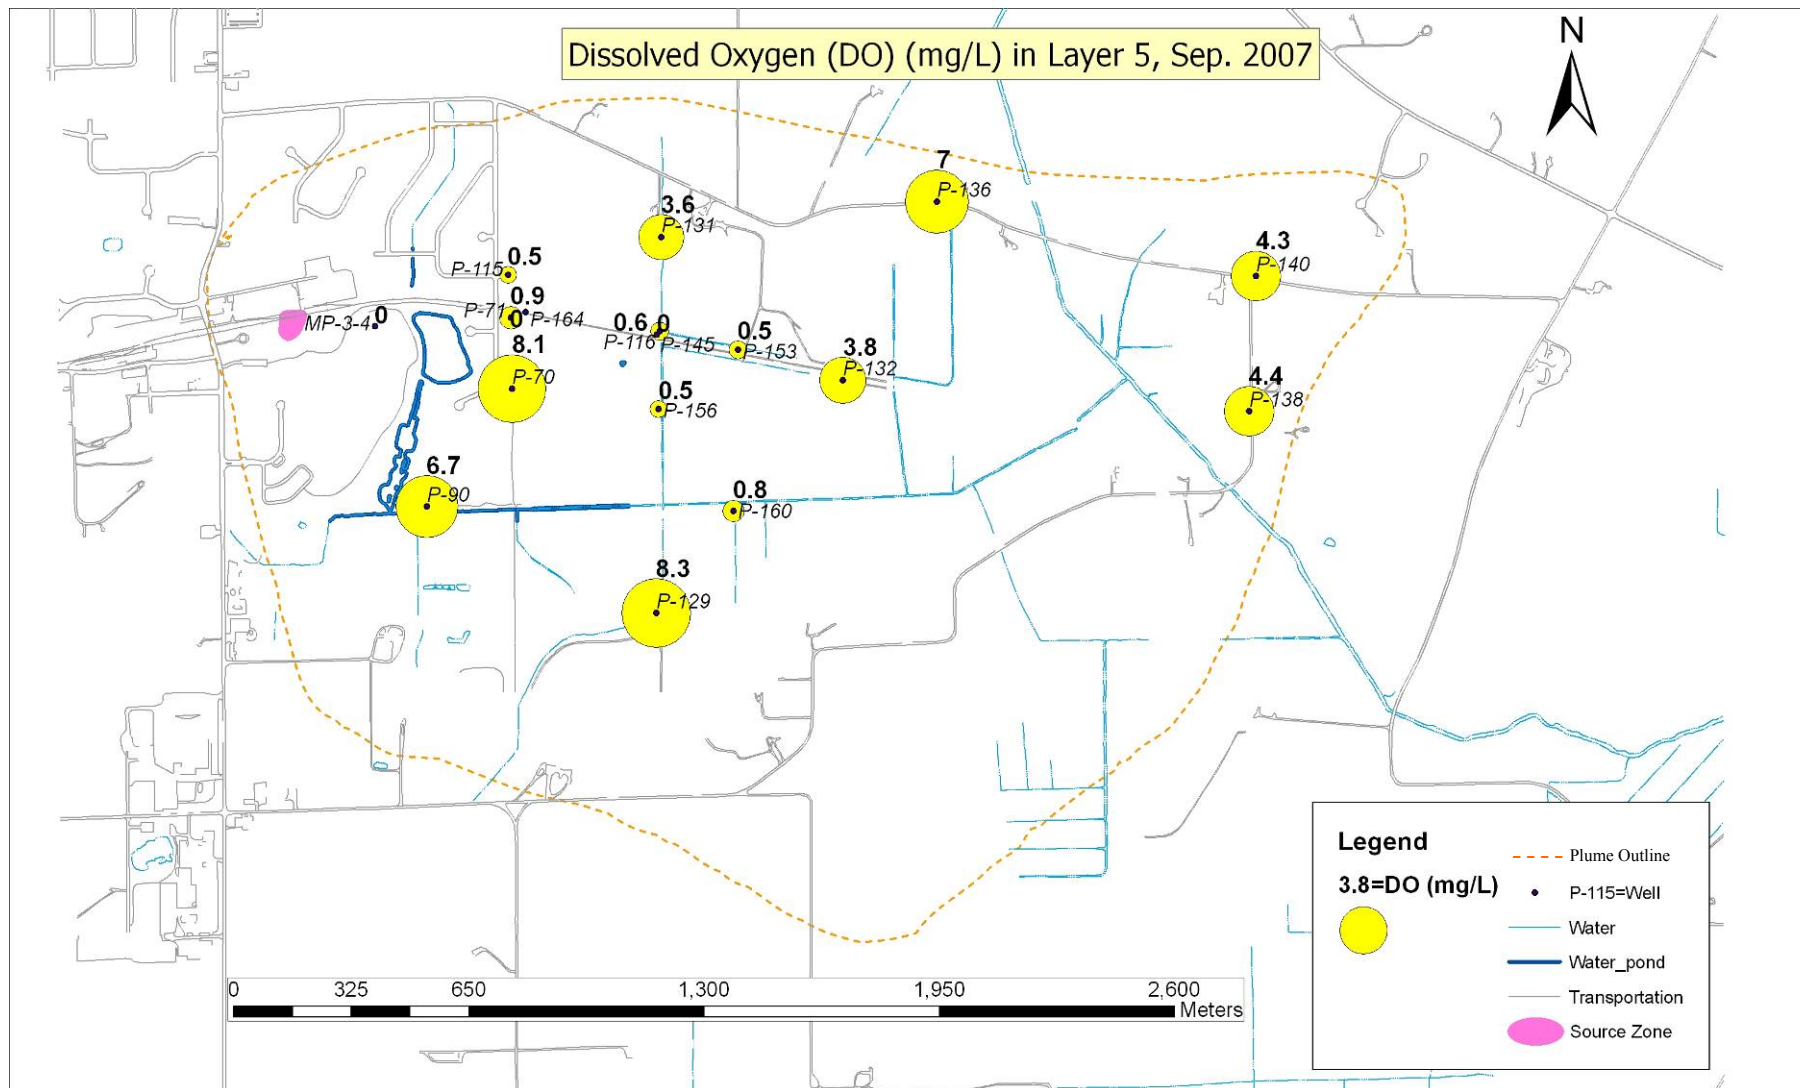 Dissolved Oxygen (DO) (mg/L) in Layer 5, Sep. 2007
N
7
P-136
3.6
P-131
4.3
P-140
0.5
P-115
0.9
P-71
P-164
0
MP-3-4
0
0.6
0
P-116
P-145
0.5
P-153
8.1
P-70
3.8
P-132
4.4
P-138
0.5
P-156
6.7
P-90
0.8
P-160
8.3
P-129
Legend
3.8=DO (mg/L)
Plume Outline
P-115=Well
Water
Water_pond
Transportation
Source Zone
0 325 650 1,300 1,950 2,600
Meters